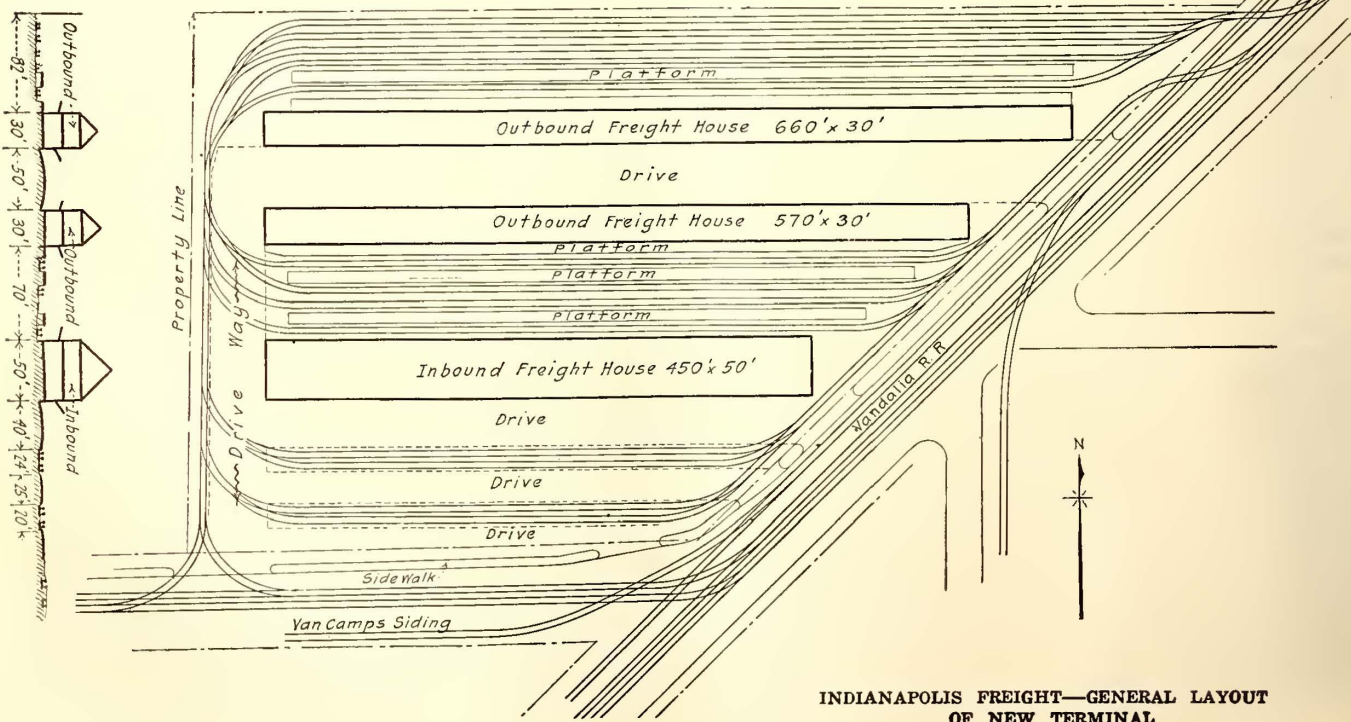 Outbound
82'
30'
50'
30'
Outbound
70'
50'
Inbound
40'
24'
25'
20'
Property Line
Drive Way
Platform
Outbound Freight House 660' x 30'
Drive
Outbound Freight House 570' x 30'
Platform
Platform
Platform
Inbound Freight House 450' x 50'
Drive
Drive
Drive
Side Walk
Van Camps Siding
Vandalia R. R
N
INDIANAPOLIS FREIGHT—GENERAL LAYOUT
OF NEW TERMINAL